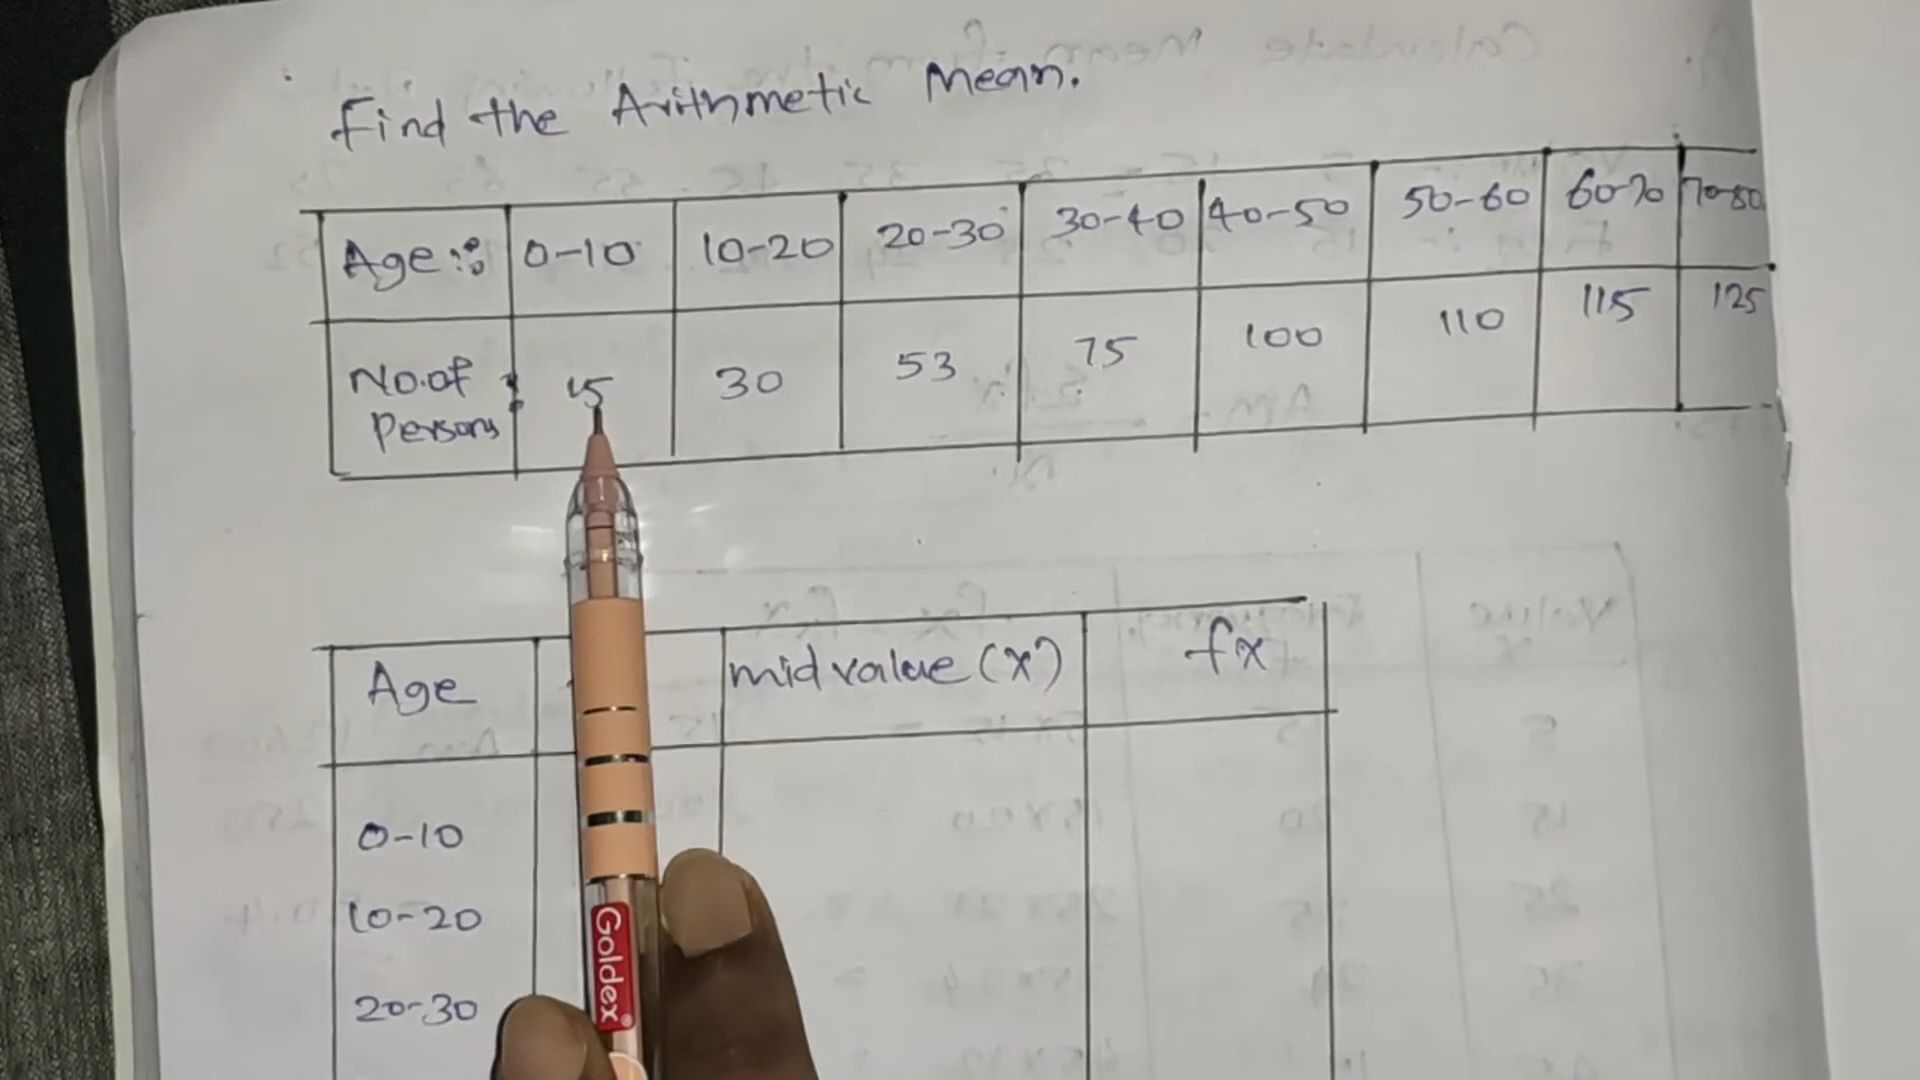 Find the Arithmetic Mean.
Age :: 0-10 10-20 20-30 30-40 40-50 50-60 60-70 70-80
No.of Persons : 15 30 53 75 100 110 115 125
Age mid value (x) fx
0-10
10-20
20-30
Goldex